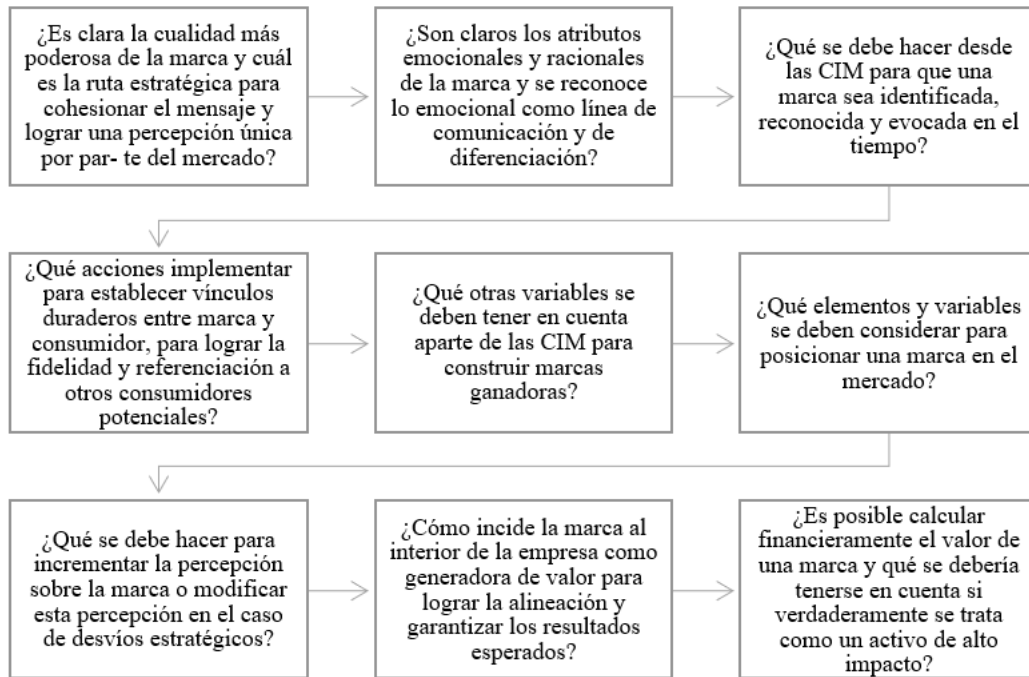 ¿Es clara la cualidad más
poderosa de la marca y cuál
es la ruta estratégica para
cohesionar el mensaje y
lograr una percepción única
por par- te del mercado?
¿Son claros los atributos
emocionales y racionales
de la marca y se reconoce
lo emocional como línea de
comunicación y de
diferenciación?
¿Qué se debe hacer desde
las CIM para que una
marca sea identificada,
reconocida y evocada en el
tiempo?
¿Qué acciones implementar
para establecer vínculos
duraderos entre marca y
consumidor, para lograr la
fidelidad y referenciación a
otros consumidores
potenciales?
¿Qué otras variables se
deben tener en cuenta
aparte de las CIM para
construir marcas
ganadoras?
¿Qué elementos y variables
se deben considerar para
posicionar una marca en el
mercado?
¿Qué se debe hacer para
incrementar la percepción
sobre la marca o modificar
esta percepción en el caso
de desvíos estratégicos?
¿Cómo incide la marca al
interior de la empresa como
generadora de valor para
lograr la alineación y
garantizar los resultados
esperados?
¿Es posible calcular
financieramente el valor de
una marca y qué se debería
tenerse en cuenta si
verdaderamente se trata
como un activo de alto
impacto?